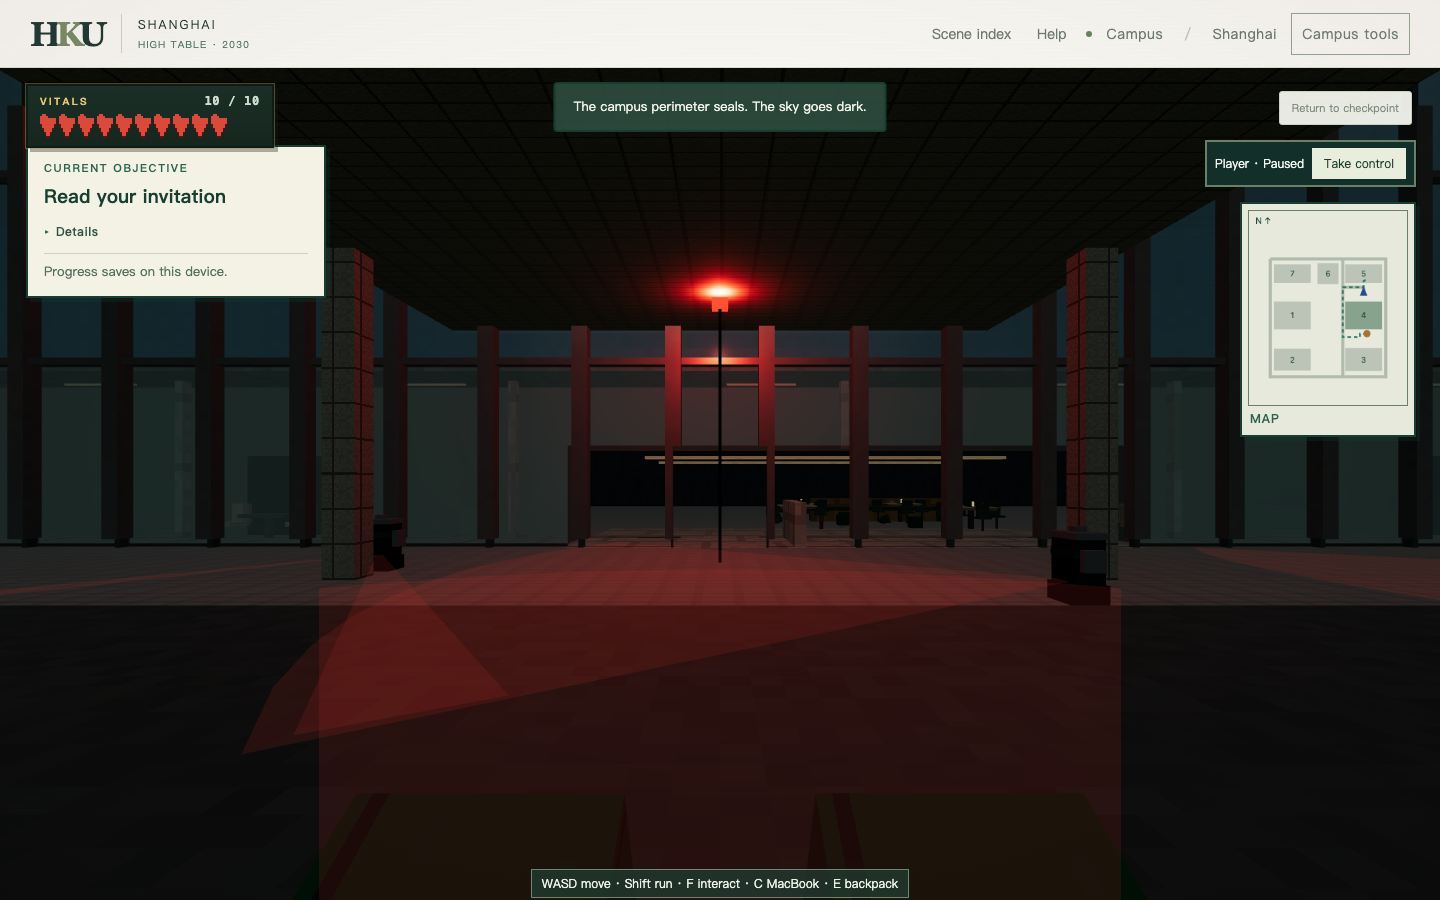 HKU
SHANGHAI
HIGH TABLE · 2030
Scene index
Help
Campus
/
Shanghai
Campus tools
VITALS
10 / 10
The campus perimeter seals. The sky goes dark.
Return to checkpoint
CURRENT OBJECTIVE
Read your invitation
Details
Progress saves on this device.
Player · Paused
Take control
N↑
7
6
5
1
4
2
3
MAP
WASD move · Shift run · F interact · C MacBook · E backpack